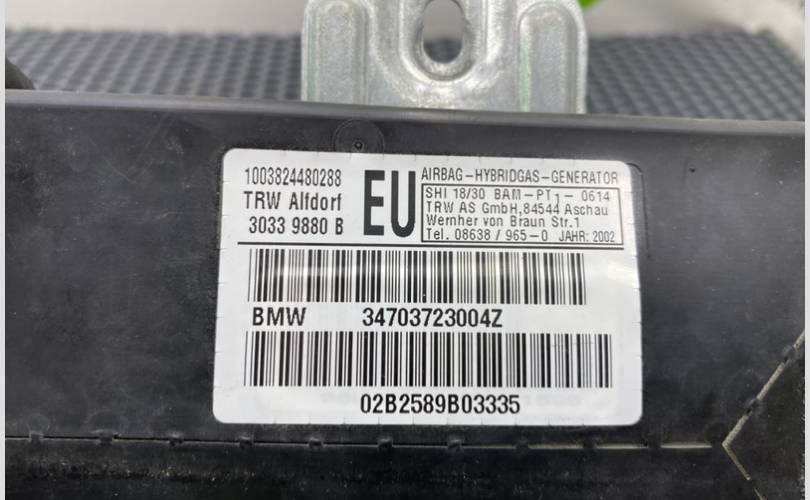 1003824480288
TRW Altdorf
3033 9880 B
EU
AIRBAG-HYBRIDGAS-GENERATOR
SHI 18/30 BAM-PT1- 0614
TRW AS GmbH,84544 Aschau
Wernher von Braun Str.1
Tel. 08638 / 965-0 JAHR: 2002
BMW 34703723004Z
02B2589B03335